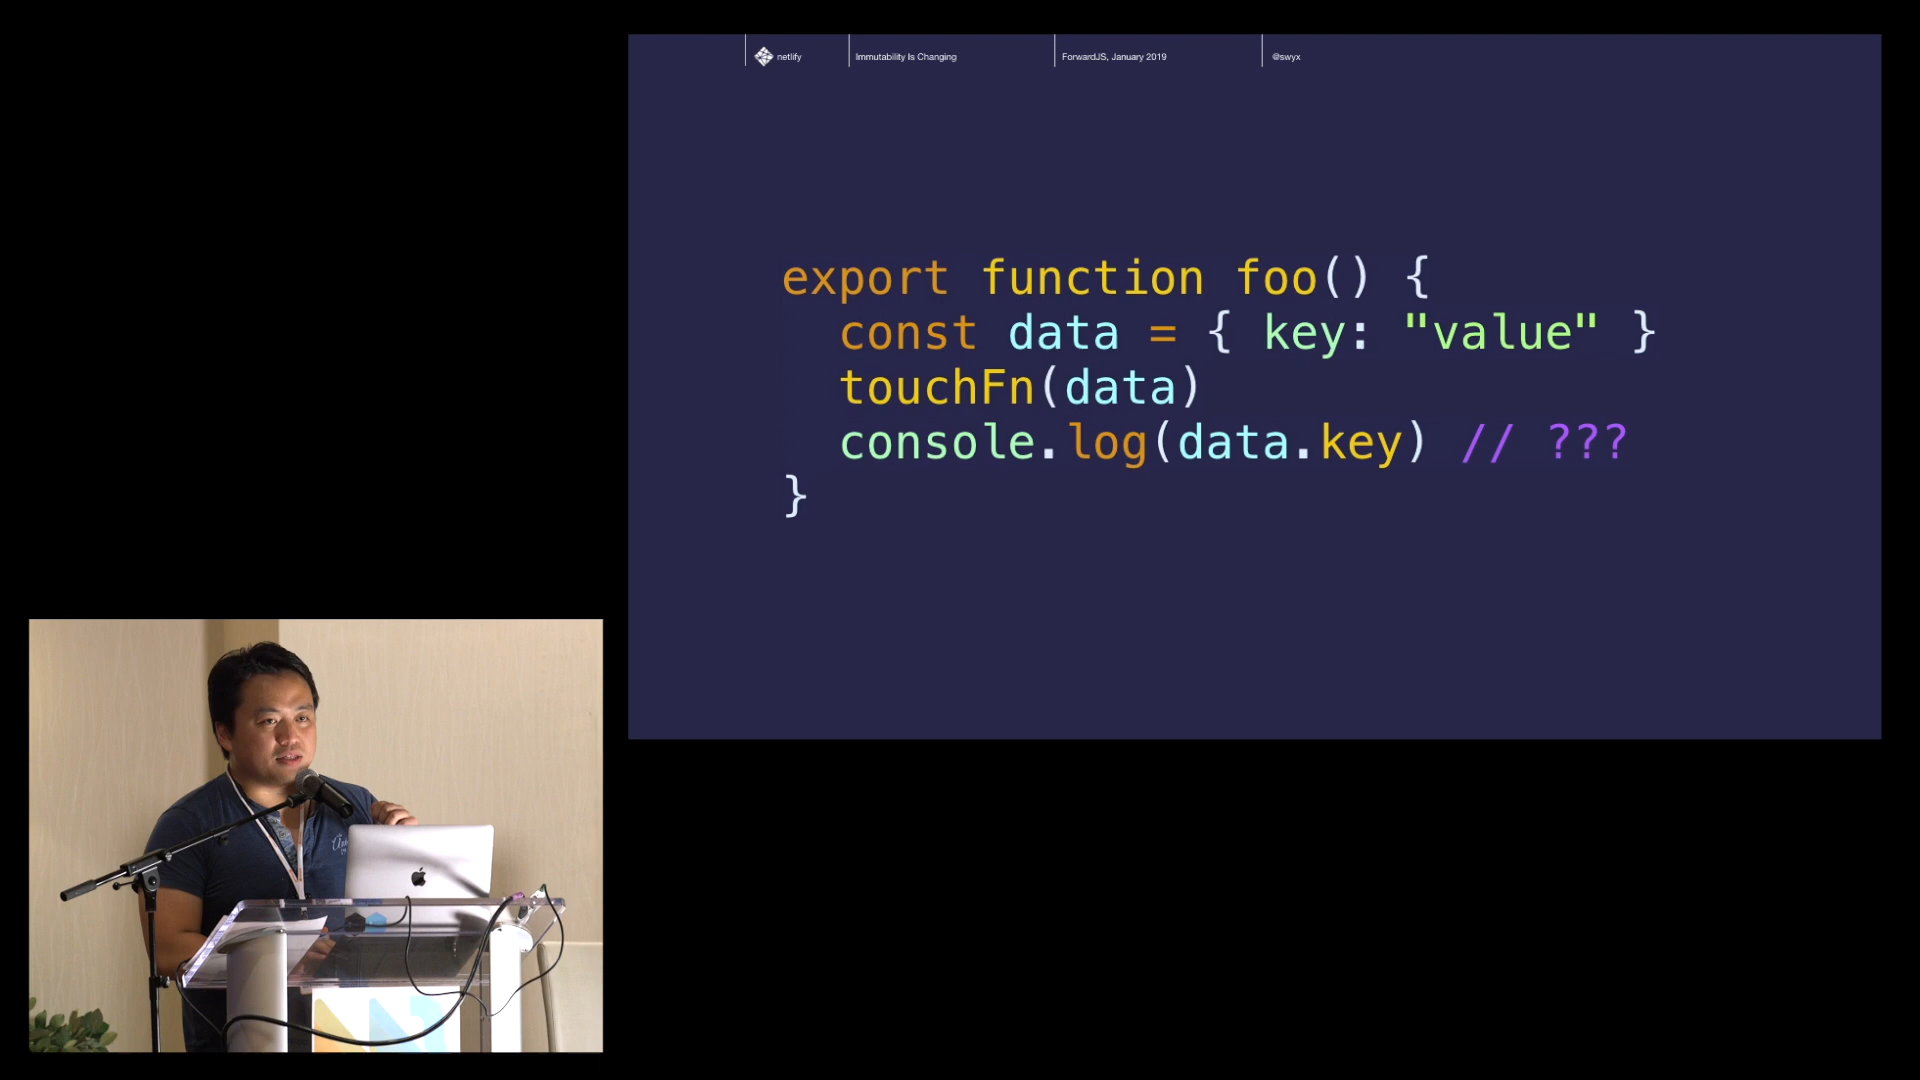 netlify
Immutability Is Changing
ForwardJS, January 2019
@swyx
export function foo() {
  const data = { key: "value" }
  touchFn(data)
  console.log(data.key) // ???
}